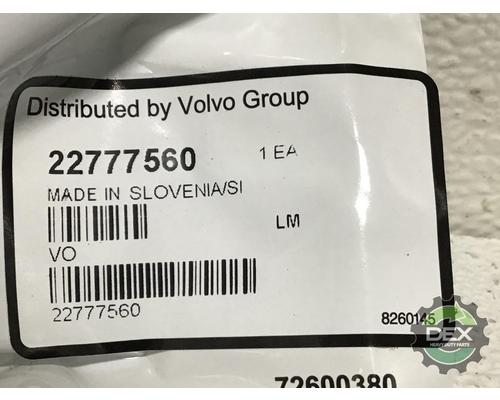 Distributed by Volvo Group
22777560 1 EA
MADE IN SLOVENIA/SI
LM
VO
22777560
8260145
DEX
HEAVY DUTY PARTS
72600380